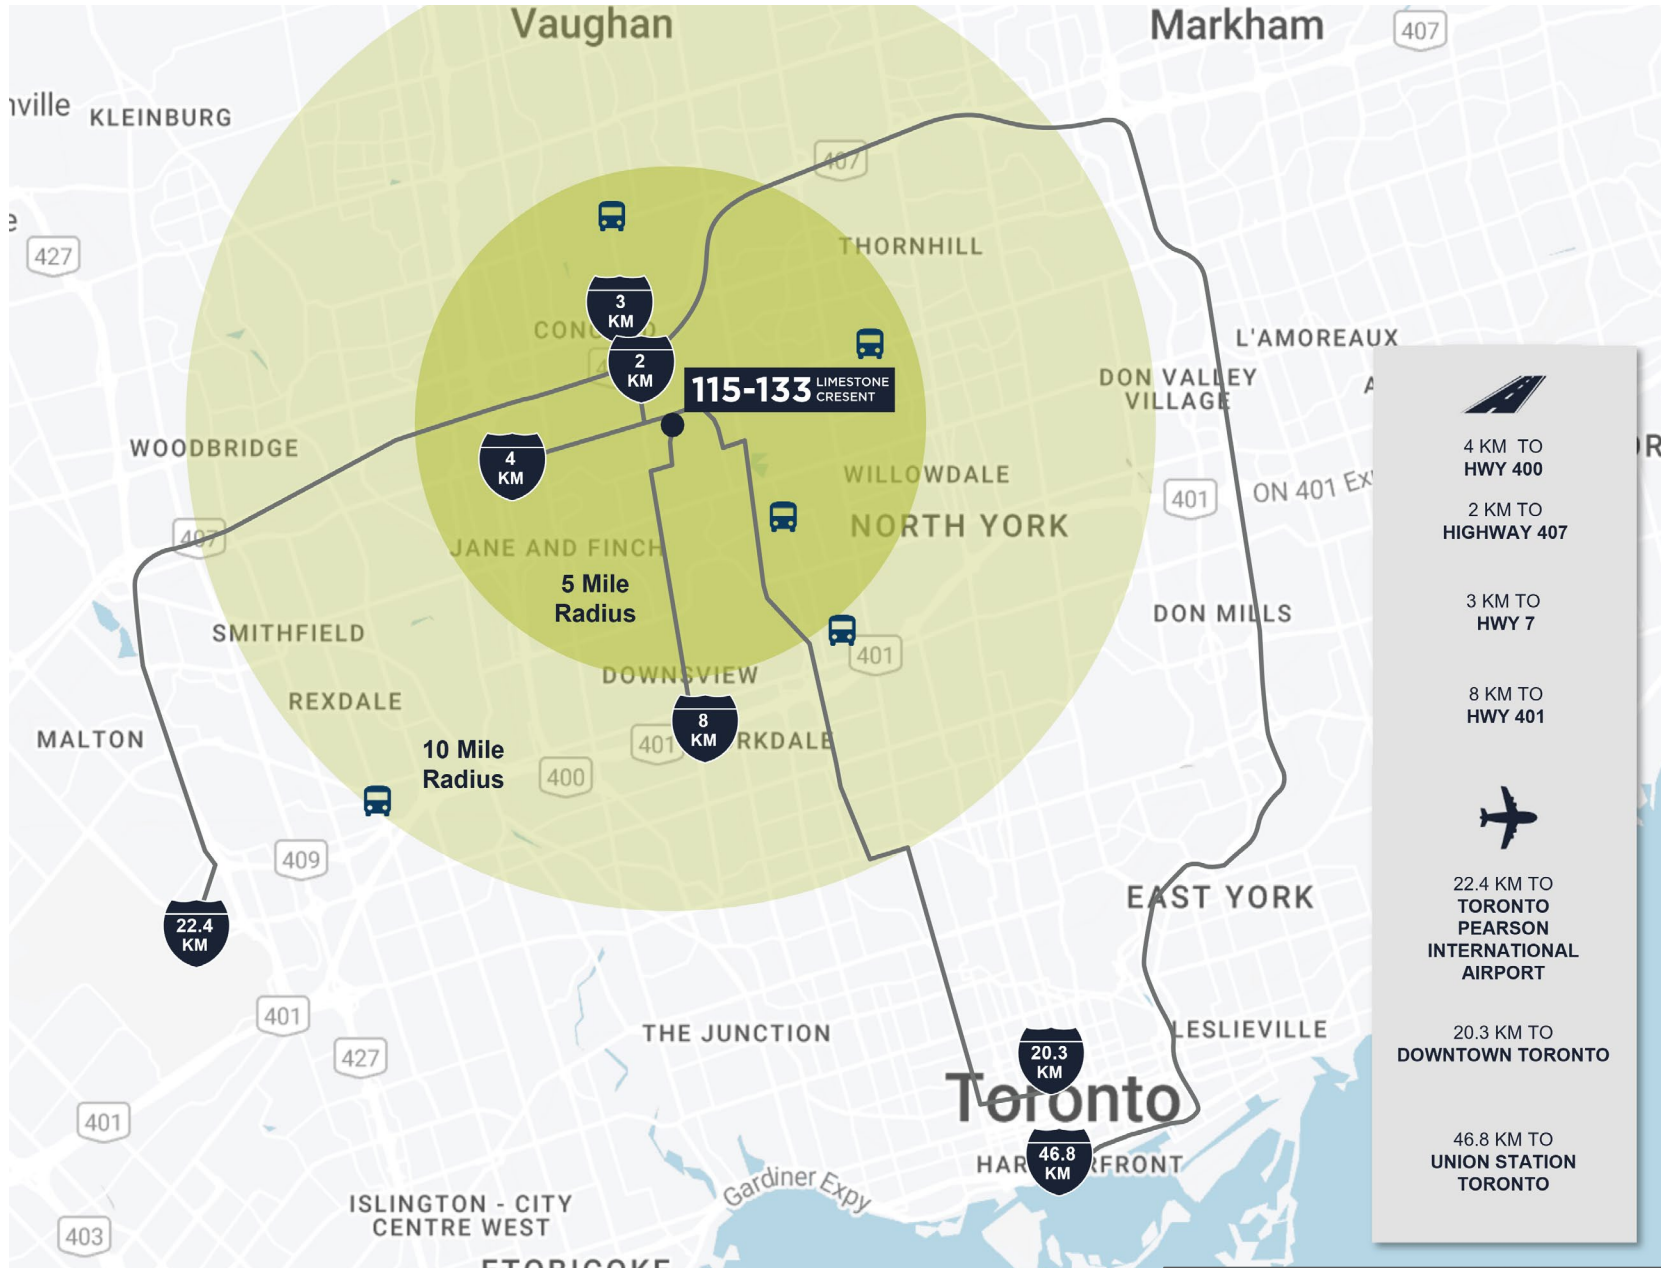 Vaughan
Markham
407
nville
KLEINBURG
407
427
THORNHILL
3
KM
2
KM
L'AMOREAUX
115-133 LIMESTONE
CRESENT
DON VALLEY
VILLAGE
WOODBRIDGE
4
KM
WILLOWDALE
401
ON 401 Ex
NORTH YORK
407
JANE AND FINCH
5 Mile
Radius
SMITHFIELD
DON MILLS
401
DOWNSVIEW
REXDALE
8
KM
MALTON
10 Mile
Radius
401
RKDALE
400
409
22.4
KM
EAST YORK
401
427
THE JUNCTION
LESLIEVILLE
20.3
KM
Toronto
401
46.8
KM
HAR RFRONT
Gardiner Expy
ISLINGTON - CITY
CENTRE WEST
403
ETOBICOKE
4 KM TO
HWY 400
2 KM TO
HIGHWAY 407
3 KM TO
HWY 7
8 KM TO
HWY 401
22.4 KM TO
TORONTO
PEARSON
INTERNATIONAL
AIRPORT
20.3 KM TO
DOWNTOWN TORONTO
46.8 KM TO
UNION STATION
TORONTO